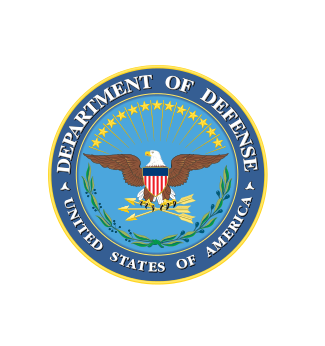 DEPARTMENT OF DEFENSE
UNITED STATES OF AMERICA